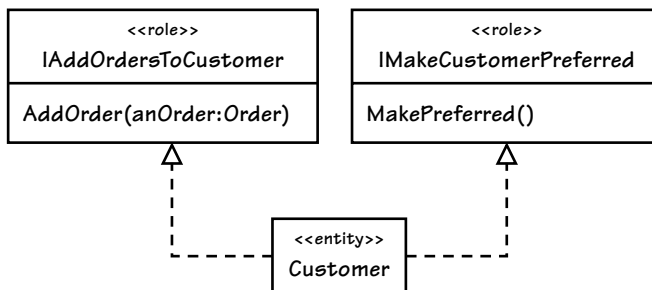 <<role>>
IAddOrdersToCustomer
AddOrder(anOrder:Order)
<<role>>
IMakeCustomerPreferred
MakePreferred()
<<entity>>
Customer